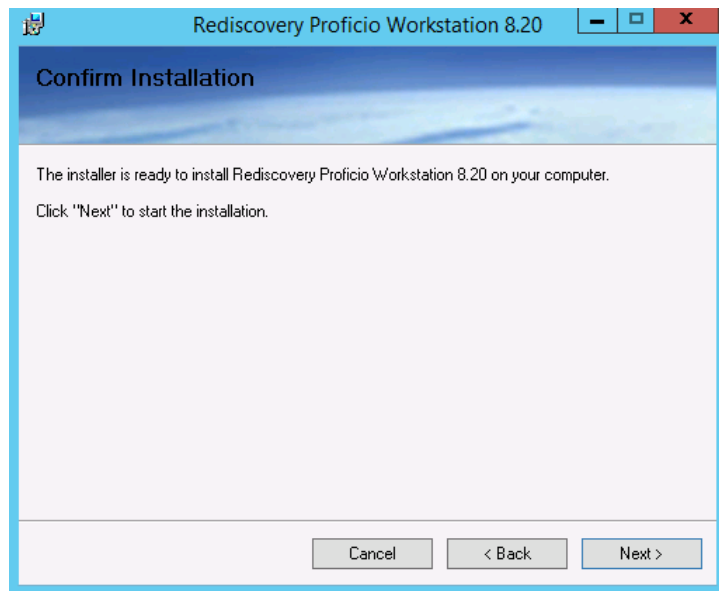 Rediscovery Proficio Workstation 8.20
Confirm Installation
The installer is ready to install Rediscovery Proficio Workstation 8.20 on your computer.
Click "Next" to start the installation.
Cancel
< Back
Next >